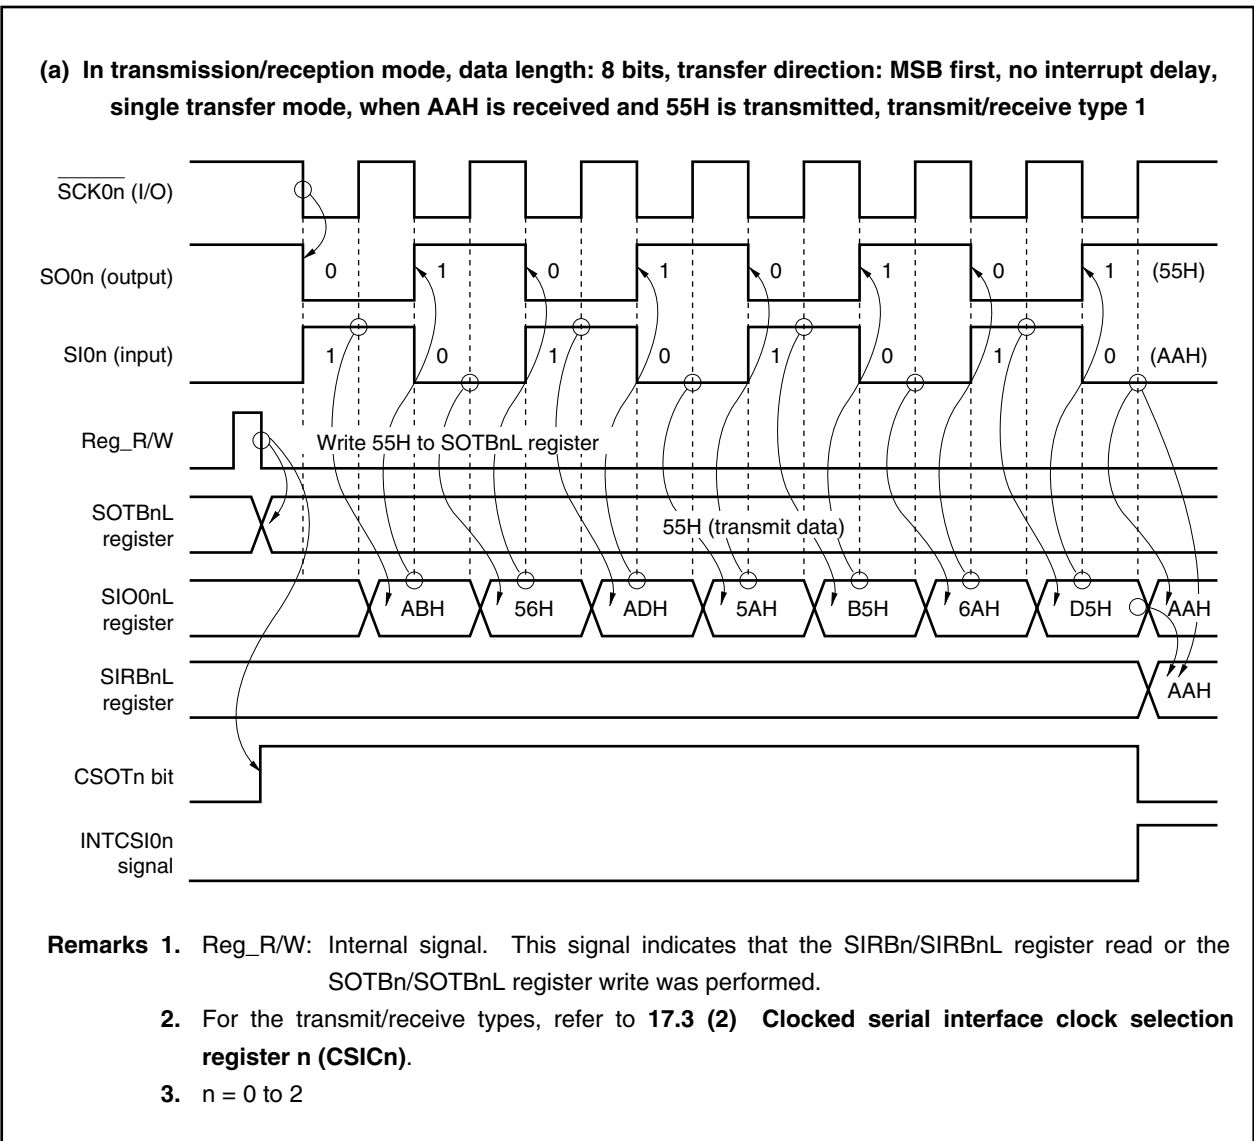 (a) In transmission/reception mode, data length: 8 bits, transfer direction: MSB first, no interrupt delay,
single transfer mode, when AAH is received and 55H is transmitted, transmit/receive type 1
SCK0n (I/O)
SO0n (output)
0 1 0 1 0 1 0 1 (55H)
SI0n (input)
1 0 1 0 1 0 1 0 (AAH)
Reg_R/W
Write 55H to SOTBnL register
SOTBnL
register
55H (transmit data)
SIO0nL
register
ABH 56H ADH 5AH B5H 6AH D5H AAH
SIRBnL
register
AAH
CSOTn bit
INTCSI0n
signal
Remarks 1. Reg_R/W: Internal signal. This signal indicates that the SIRBn/SIRBnL register read or the
SOTBn/SOTBnL register write was performed.
2. For the transmit/receive types, refer to 17.3 (2) Clocked serial interface clock selection
register n (CSICn).
3. n = 0 to 2